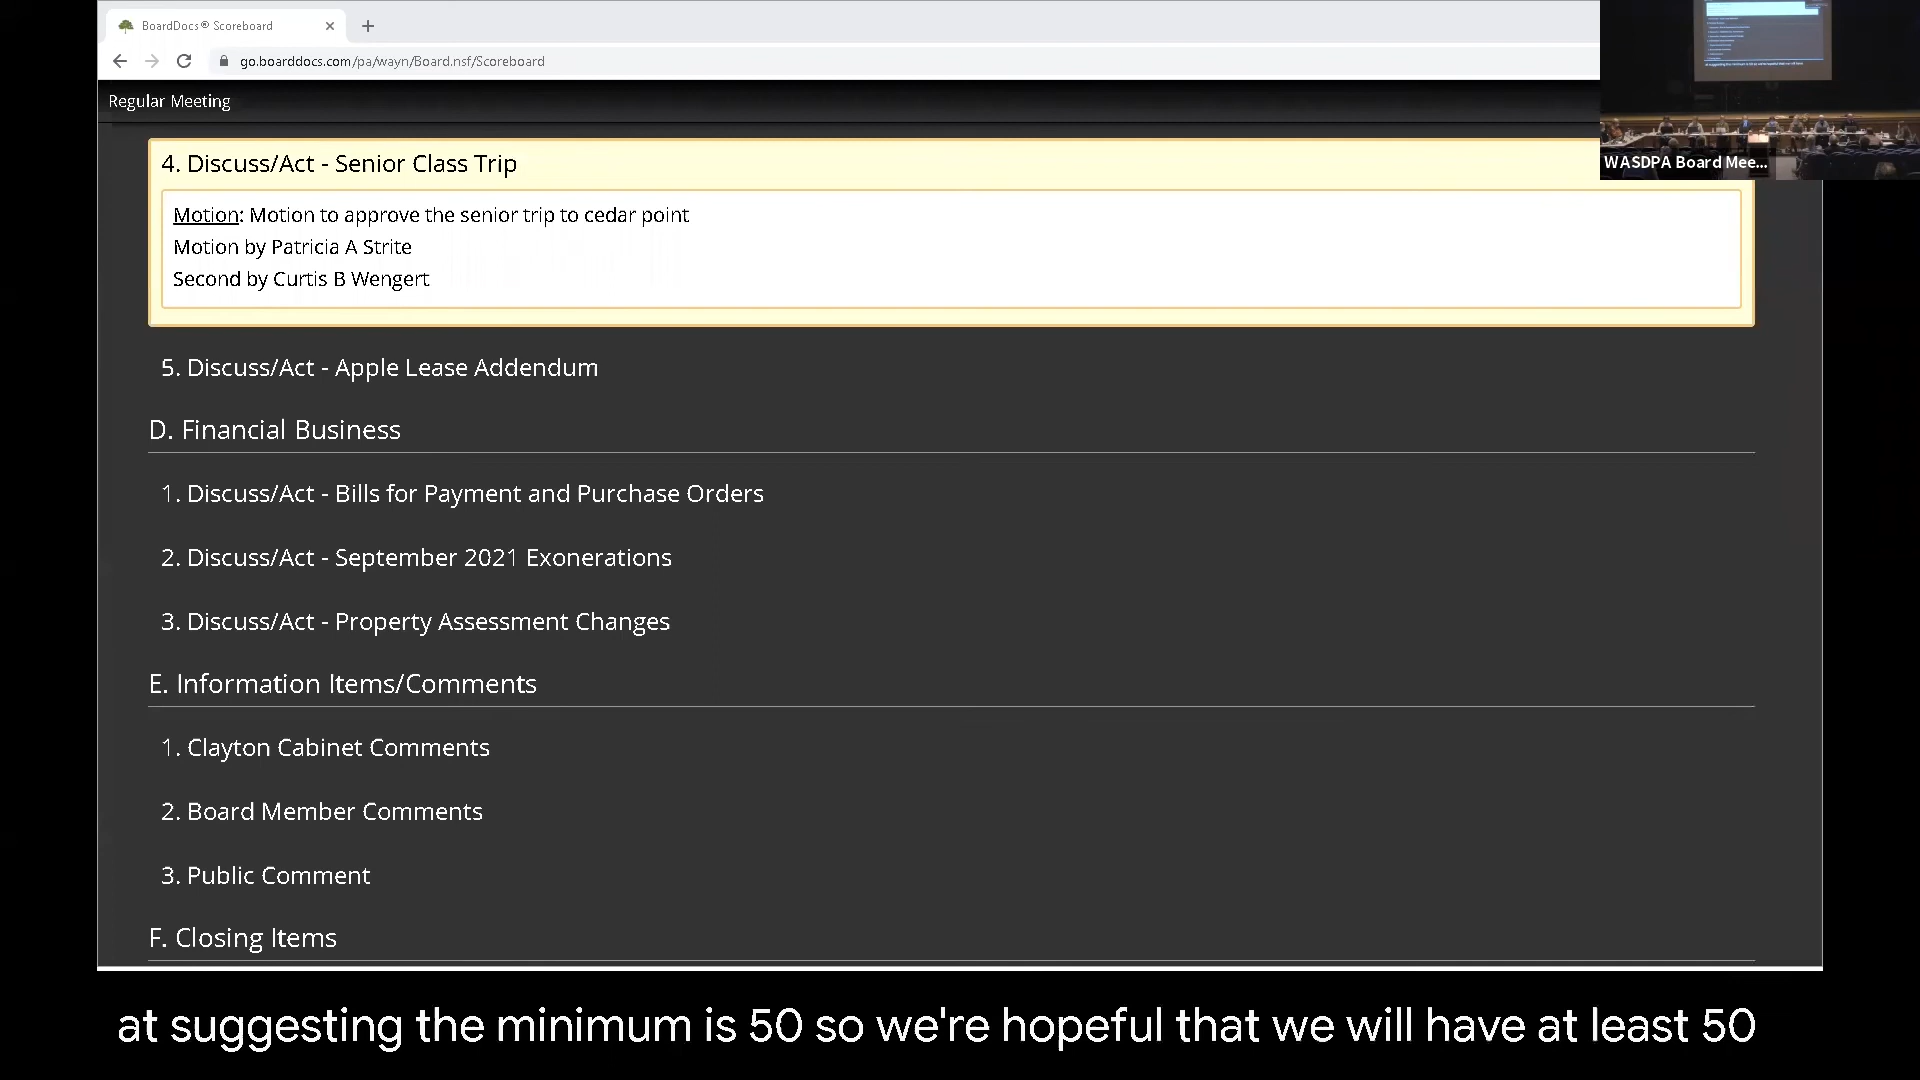 BoardDocs® Scoreboard
go.boarddocs.com/pa/wayn/Board.nsf/Scoreboard
Regular Meeting
WASDPA Board Mee...
4. Discuss/Act - Senior Class Trip
Motion: Motion to approve the senior trip to cedar point
Motion by Patricia A Strite
Second by Curtis B Wengert
5. Discuss/Act - Apple Lease Addendum
D. Financial Business
1. Discuss/Act - Bills for Payment and Purchase Orders
2. Discuss/Act - September 2021 Exonerations
3. Discuss/Act - Property Assessment Changes
E. Information Items/Comments
1. Clayton Cabinet Comments
2. Board Member Comments
3. Public Comment
F. Closing Items
at suggesting the minimum is 50 so we're hopeful that we will have at least 50